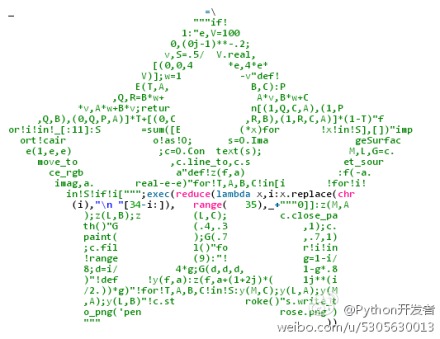 _                                      =\
                                    """if!
                                  1:"e,V=100
                                 0,(0j-1)**-.2;
                                v,S=.5/  V.real,
                              [(0,0,4      *e,4*e*
                             V)];w=1          -v"def!
                            E(T,A,              B,C):P
                        ,Q,R=B*w+              A*v,B*w+C
              *v,A*w+B*v;retur                n[(1,Q,C,A),(1,P
     ,Q,B),(0,Q,P,A)]*T+[(0,C                ,R,B),(1,R,C,A)]*(1-T)"f
or!i!in!_[:11]:S       =sum([E              (*x)for       !x!in!S],[])"imp
 ort!cair             o!as!0;      s=0.Ima           geSurfac
   e(1,e,e)               ;c=0.Con   text(s);           M,L,G=c.
     move_to                 ,c.line_to,c.s           et_sour
       ce_rgb                a"def!z(f,a)           :f(-a.
        imag,a.       real-e-e)"for!T,A,B,C!in[i       !for!i!
          in!S!if!i[""";exec(reduce(lambda x,i:x.replace(chr
           (i),"\n "[34-i:]),   range(   35),_+"""0]]:z(M,A
             );z(L,B);z          (L,C);          c.close_pa
             th()"G             (.4,.3             ,1);c.
             paint(             );G(.7             ,.7,1)
            ;c.fil              l()"fo             r!i!in
            !range              (9):"!             g=1-i/
           8;d=i/           4*g;G(d,d,d,             1-g*.8
          )"def     !y(f,a):z(f,a+(1+2j)*(     1j**(i
          /2.))*g)"!for!T,A,B,C!in!S:y(M,C);y(L,A);y(M
         ,A);y(L,B)"!c.st            roke()"s.write_t
         o_png('pen                     rose.png')
         """                                   ))
@Python开发者
weibo.com/u/5305630013